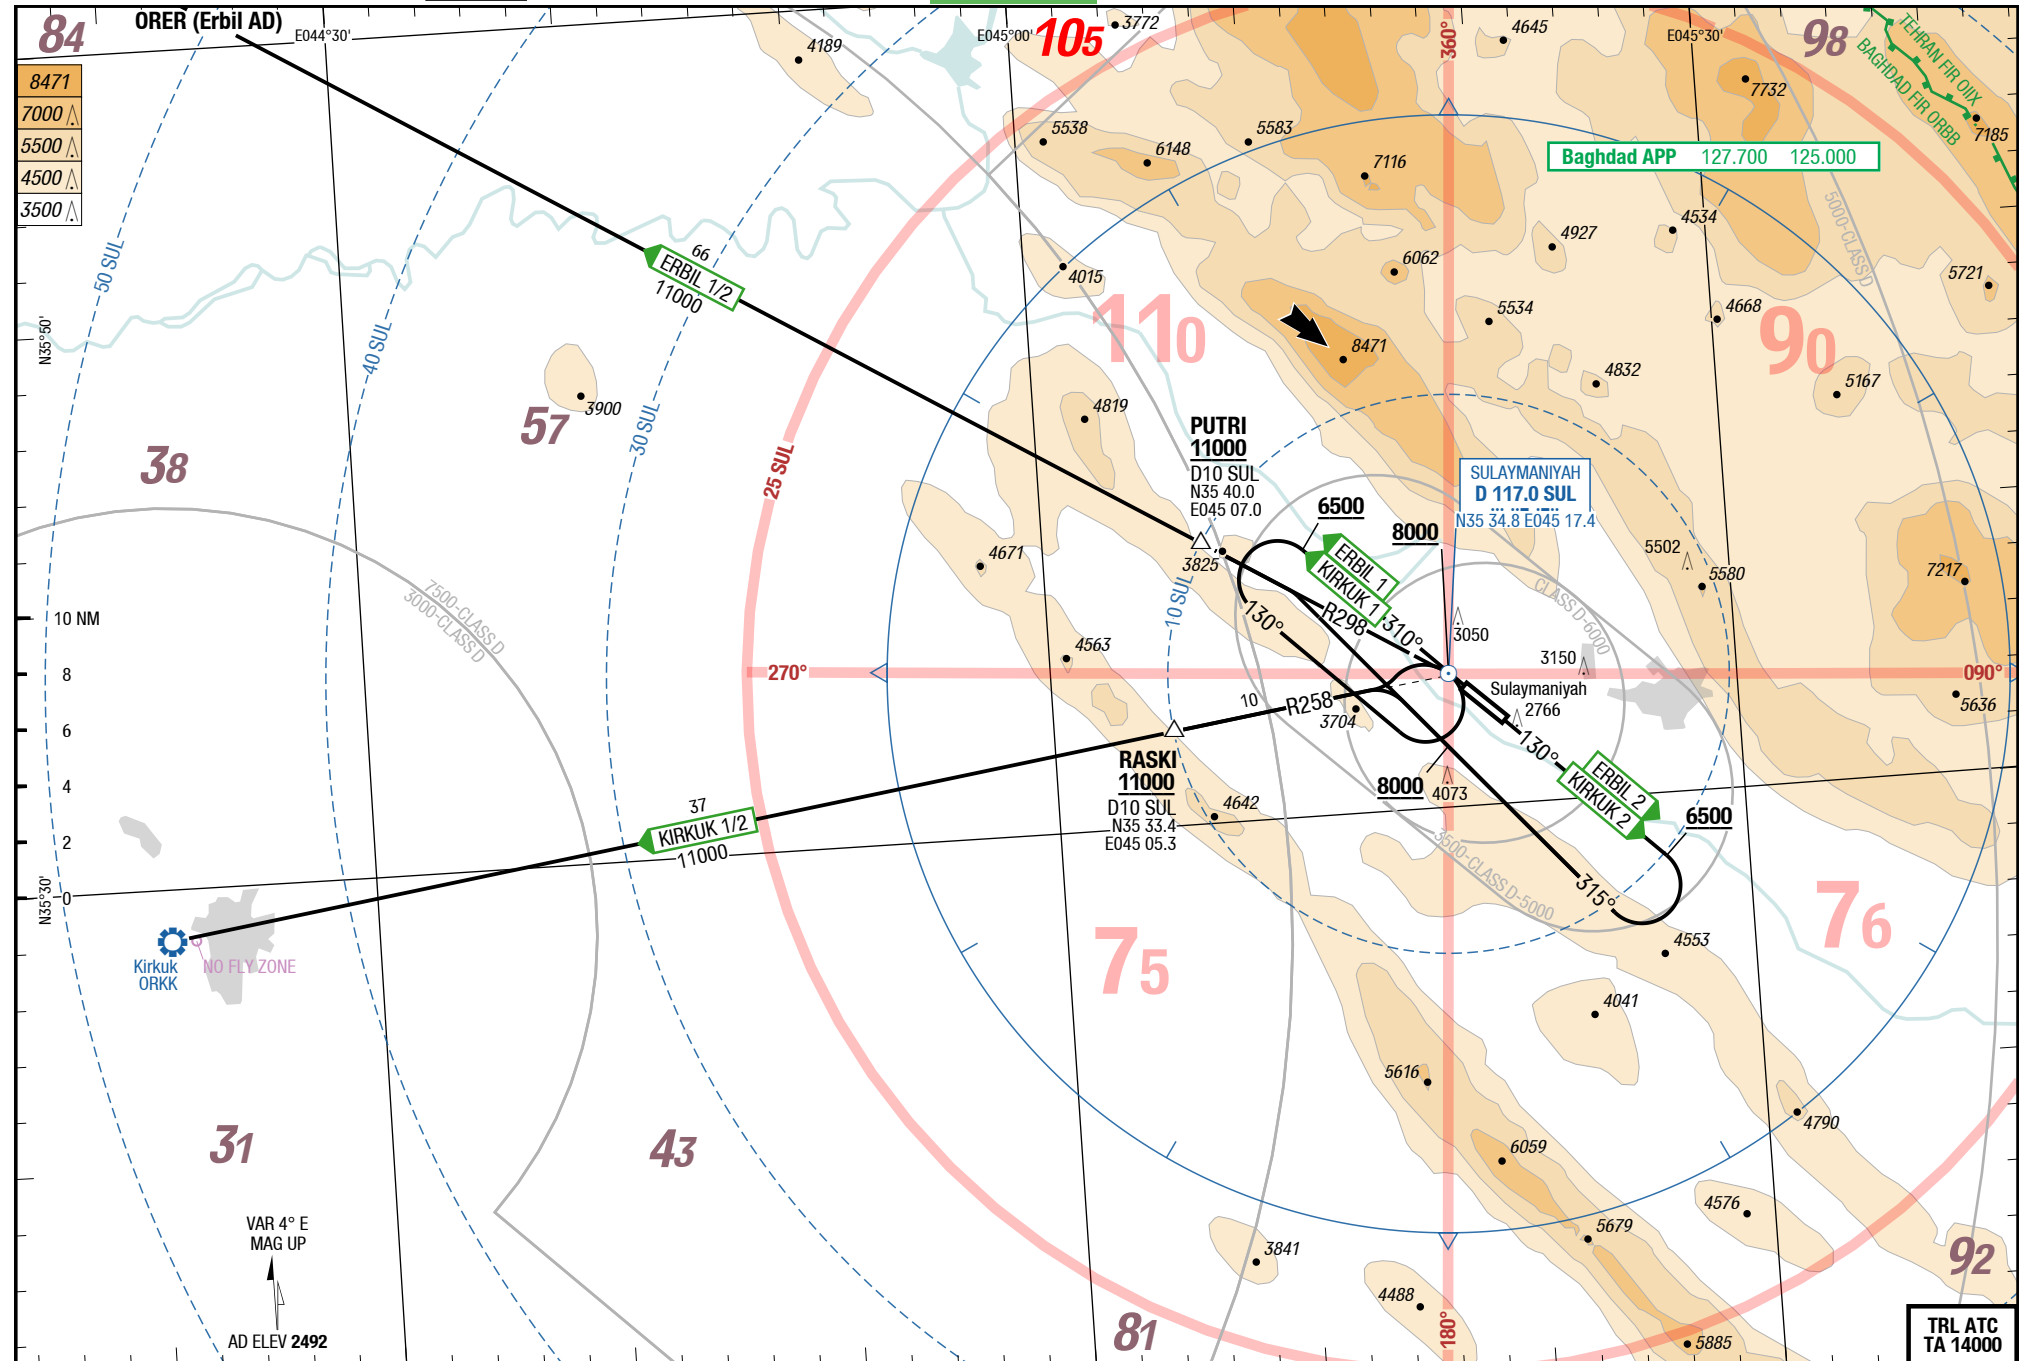 84
ORER (Erbil AD)
E044°30'
4189
E045°00'
105
3772
360°
4645
E045°30'
98
TEHRAN FIR OIIX
BAGHDAD FIR ORBB
8471
7000
5500
4500
3500
7732
7185
5538
6148
5583
7116
Baghdad APP 127.700 125.000
5000-CLASS D
4534
4927
6062
4015
5721
50 SUL
66
ERBIL 1/2
11000
110
5534
4668
90
N35°50'
40 SUL
8471
4832
5167
3900
57
30 SUL
4819
38
25 SUL
PUTRI
11000
D10 SUL
N35 40.0
E045 07.0
SULAYMANIYAH
D 117.0 SUL
N35 34.8 E045 17.4
6500
8000
4671
3825
5502
5580
7217
7500-CLASS D
3000-CLASS D
10 SUL
ERBIL 1
KIRKUK 1
CLASS D-6000
130°
R298
310°
3050
10 NM
8
6
4
2
0
4563
270°
3150
090°
Sulaymaniyah
2766
5636
10
R258
3704
130°
RASKI
11000
D10 SUL
N35 33.4
E045 05.3
ERBIL 2
KIRKUK 2
8000
4073
6500
37
KIRKUK 1/2
11000
4642
3500-CLASS D-5000
315°
N35°30'
Kirkuk
ORKK
NO FLY ZONE
75
76
4553
4041
5616
4790
31
43
6059
4576
5679
VAR 4° E
MAG UP
3841
92
4488
AD ELEV 2492
81
180°
5885
TRL ATC
TA 14000